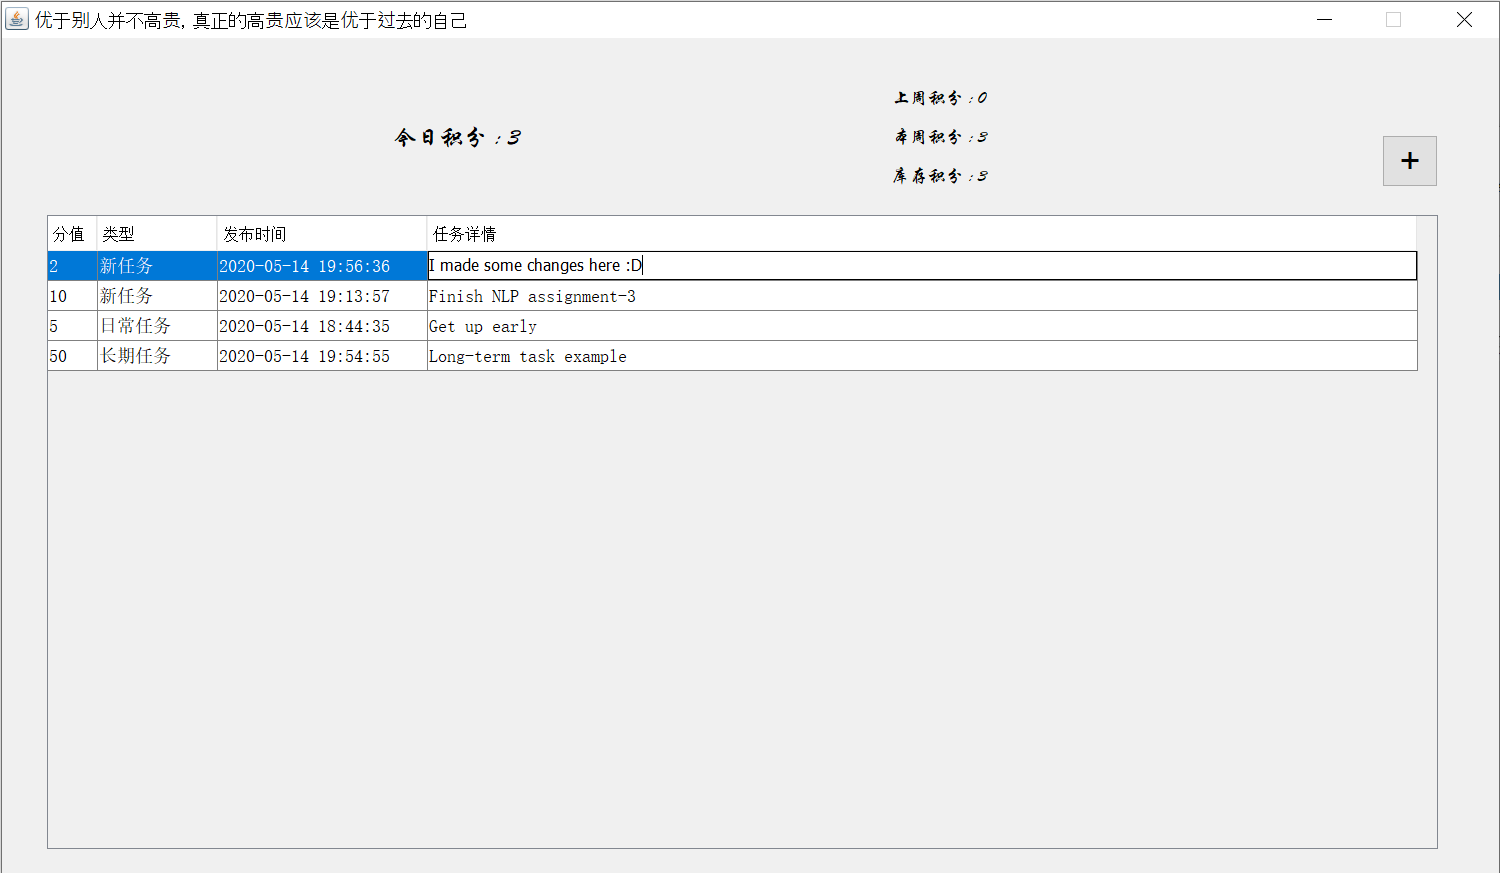 优于别人并不高贵, 真正的高贵应该是优于过去的自己
上周积分 : 0
今日积分 : 3
本周积分 : 3
库存积分 : 3
+
分值 类型 发布时间 任务详情
2 新任务 2020-05-14 19:56:36 I made some changes here :D
10 新任务 2020-05-14 19:13:57 Finish NLP assignment-3
5 日常任务 2020-05-14 18:44:35 Get up early
50 长期任务 2020-05-14 19:54:55 Long-term task example